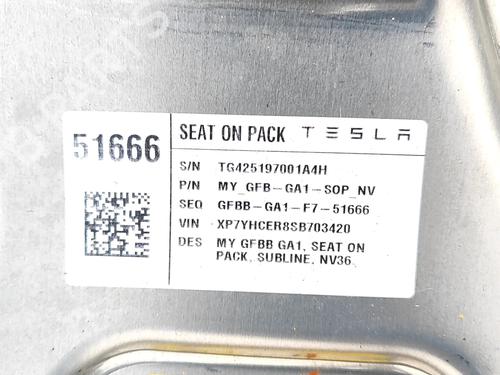 51666
SEAT ON PACK TESLA
S/N TG425197001A4H
P/N MY_GFB-GA1-SOP_NV
SEQ GFBB-GA1-F7-51666
VIN XP7YHCER8SB703420
DES MY GFBB GA1, SEAT ON
PACK, SUBLINE, NV36